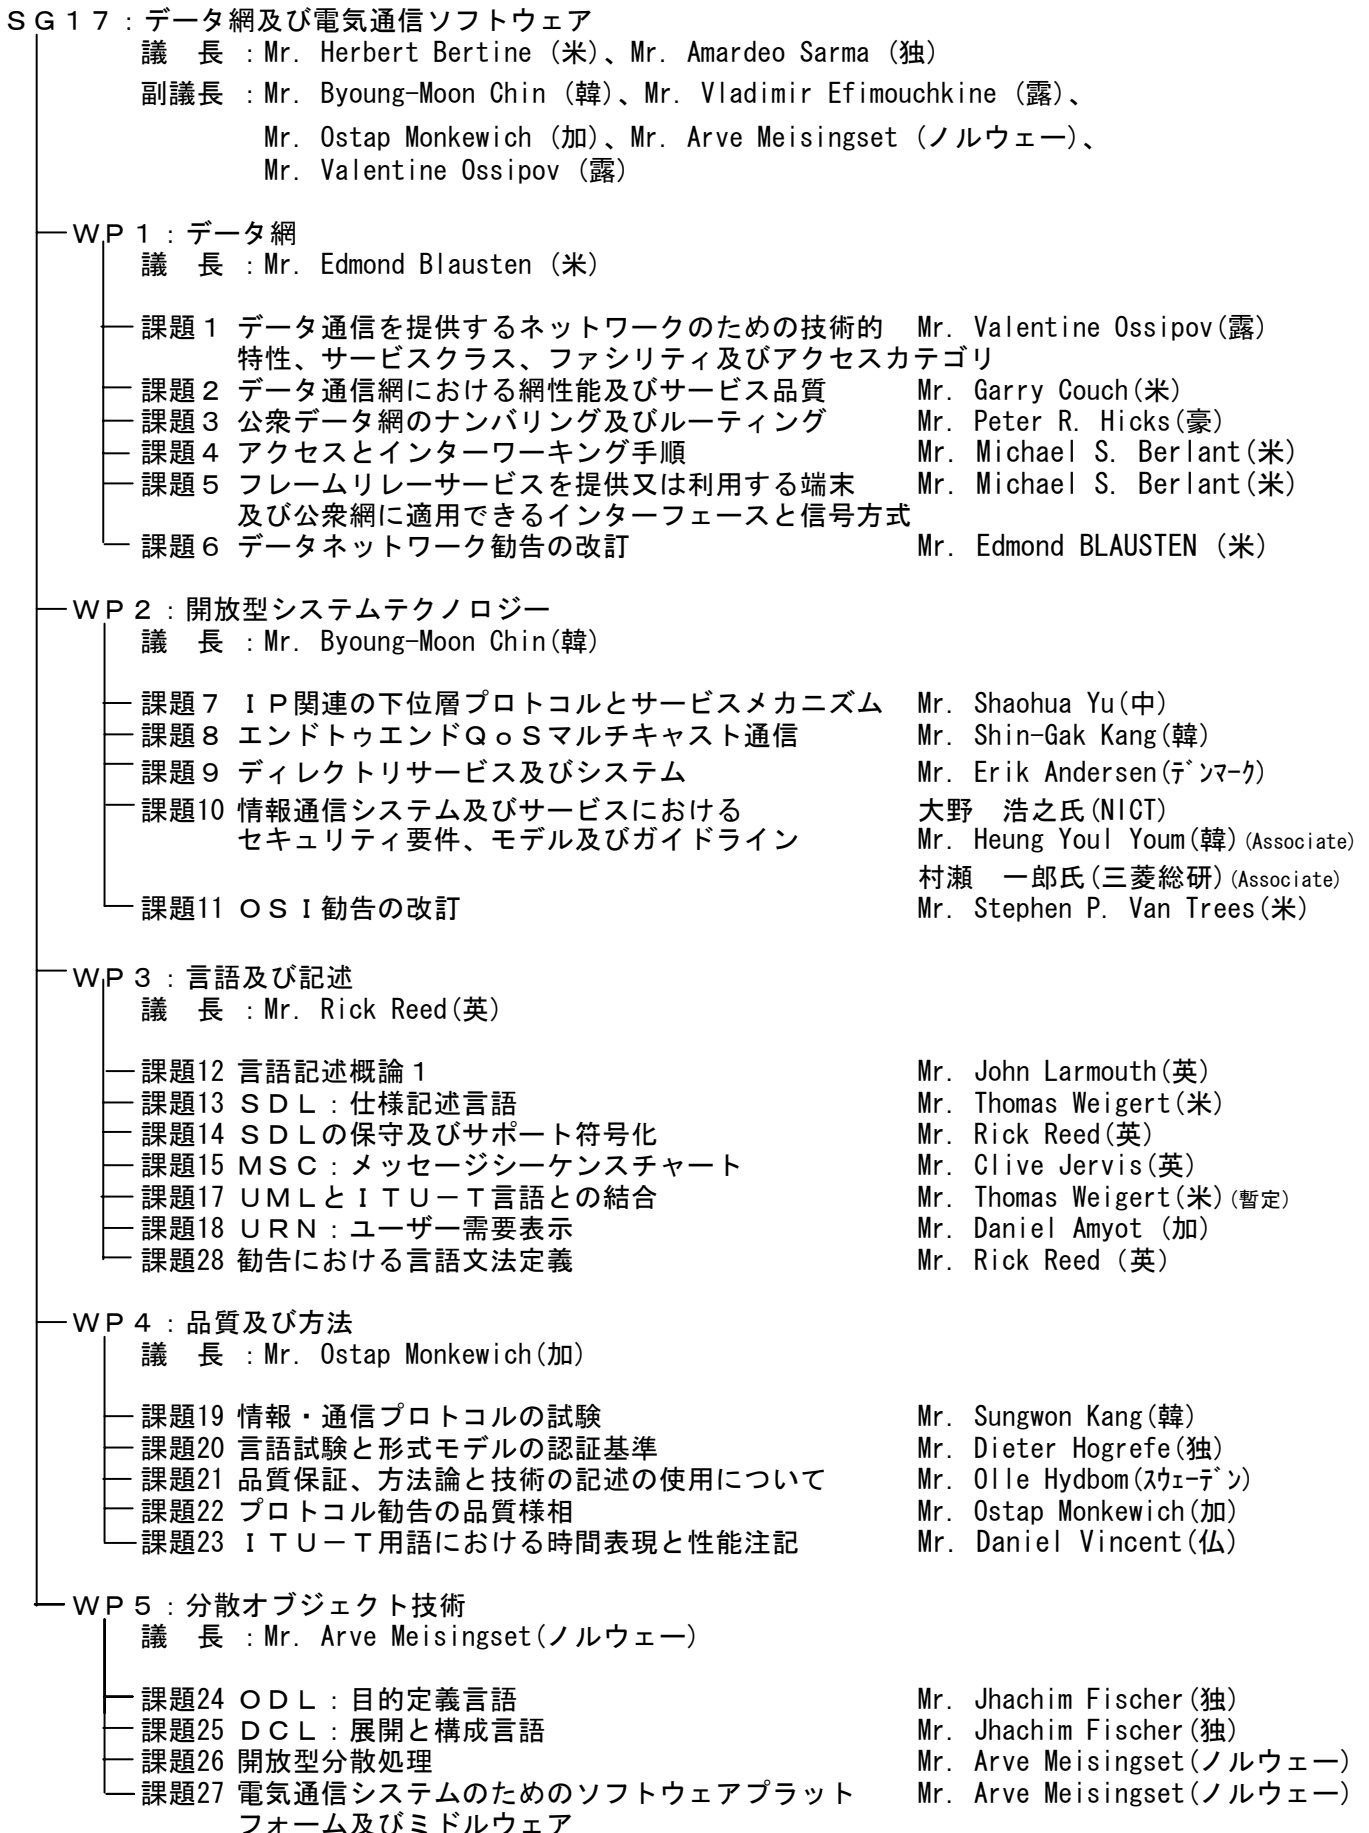 ＳＧ１７：データ網及び電気通信ソフトウェア
議　長 ：Mr. Herbert Bertine (米)、Mr. Amardeo Sarma (独)
副議長 ：Mr. Byoung-Moon Chin (韓)、Mr. Vladimir Efimouchkine (露)、
Mr. Ostap Monkewich (加)、Mr. Arve Meisingset (ノルウェー)、
Mr. Valentine Ossipov (露)
ＷＰ１：データ網
議　長 ：Mr. Edmond Blausten (米)
課題１ データ通信を提供するネットワークのための技術的 Mr. Valentine Ossipov(露)
特性、サービスクラス、ファシリティ及びアクセスカテゴリ
課題２ データ通信網における網性能及びサービス品質 Mr. Garry Couch(米)
課題３ 公衆データ網のナンバリング及びルーティング Mr. Peter R. Hicks(豪)
課題４ アクセスとインターワーキング手順 Mr. Michael S. Berlant(米)
課題５ フレームリレーサービスを提供又は利用する端末 Mr. Michael S. Berlant(米)
及び公衆網に適用できるインターフェースと信号方式
課題６ データネットワーク勧告の改訂 Mr. Edmond BLAUSTEN (米)
ＷＰ２：開放型システムテクノロジー
議　長 ：Mr. Byoung-Moon Chin(韓)
課題７ ＩＰ関連の下位層プロトコルとサービスメカニズム Mr. Shaohua Yu(中)
課題８ エンドトゥエンドＱｏＳマルチキャスト通信 Mr. Shin-Gak Kang(韓)
課題９ ディレクトリサービス及びシステム Mr. Erik Andersen(ﾃﾞﾝﾏｰｸ)
課題10 情報通信システム及びサービスにおける 大野　浩之氏(NICT)
セキュリティ要件、モデル及びガイドライン Mr. Heung Youl Youm(韓)(Associate)
村瀬　一郎氏(三菱総研)(Associate)
課題11 ＯＳＩ勧告の改訂 Mr. Stephen P. Van Trees(米)
ＷＰ３：言語及び記述
議　長 ：Mr. Rick Reed(英)
課題12 言語記述概論１ Mr. John Larmouth(英)
課題13 ＳＤＬ：仕様記述言語 Mr. Thomas Weigert(米)
課題14 ＳＤＬの保守及びサポート符号化 Mr. Rick Reed(英)
課題15 ＭＳＣ：メッセージシーケンスチャート Mr. Clive Jervis(英)
課題17 ＵＭＬとＩＴＵ－Ｔ言語との結合 Mr. Thomas Weigert(米)(暫定)
課題18 ＵＲＮ：ユーザー需要表示 Mr. Daniel Amyot (加)
課題28 勧告における言語文法定義 Mr. Rick Reed (英)
ＷＰ４：品質及び方法
議　長 ：Mr. Ostap Monkewich(加)
課題19 情報・通信プロトコルの試験 Mr. Sungwon Kang(韓)
課題20 言語試験と形式モデルの認証基準 Mr. Dieter Hogrefe(独)
課題21 品質保証、方法論と技術の記述の使用について Mr. Olle Hydbom(ｽｳｪｰﾃﾞﾝ)
課題22 プロトコル勧告の品質様相 Mr. Ostap Monkewich(加)
課題23 ＩＴＵ－Ｔ用語における時間表現と性能注記 Mr. Daniel Vincent(仏)
ＷＰ５：分散オブジェクト技術
議　長 ：Mr. Arve Meisingset(ノルウェー)
課題24 ＯＤＬ：目的定義言語 Mr. Jhachim Fischer(独)
課題25 ＤＣＬ：展開と構成言語 Mr. Jhachim Fischer(独)
課題26 開放型分散処理 Mr. Arve Meisingset(ノルウェー)
課題27 電気通信システムのためのソフトウェアプラット Mr. Arve Meisingset(ノルウェー)
フォーム及びミドルウェア